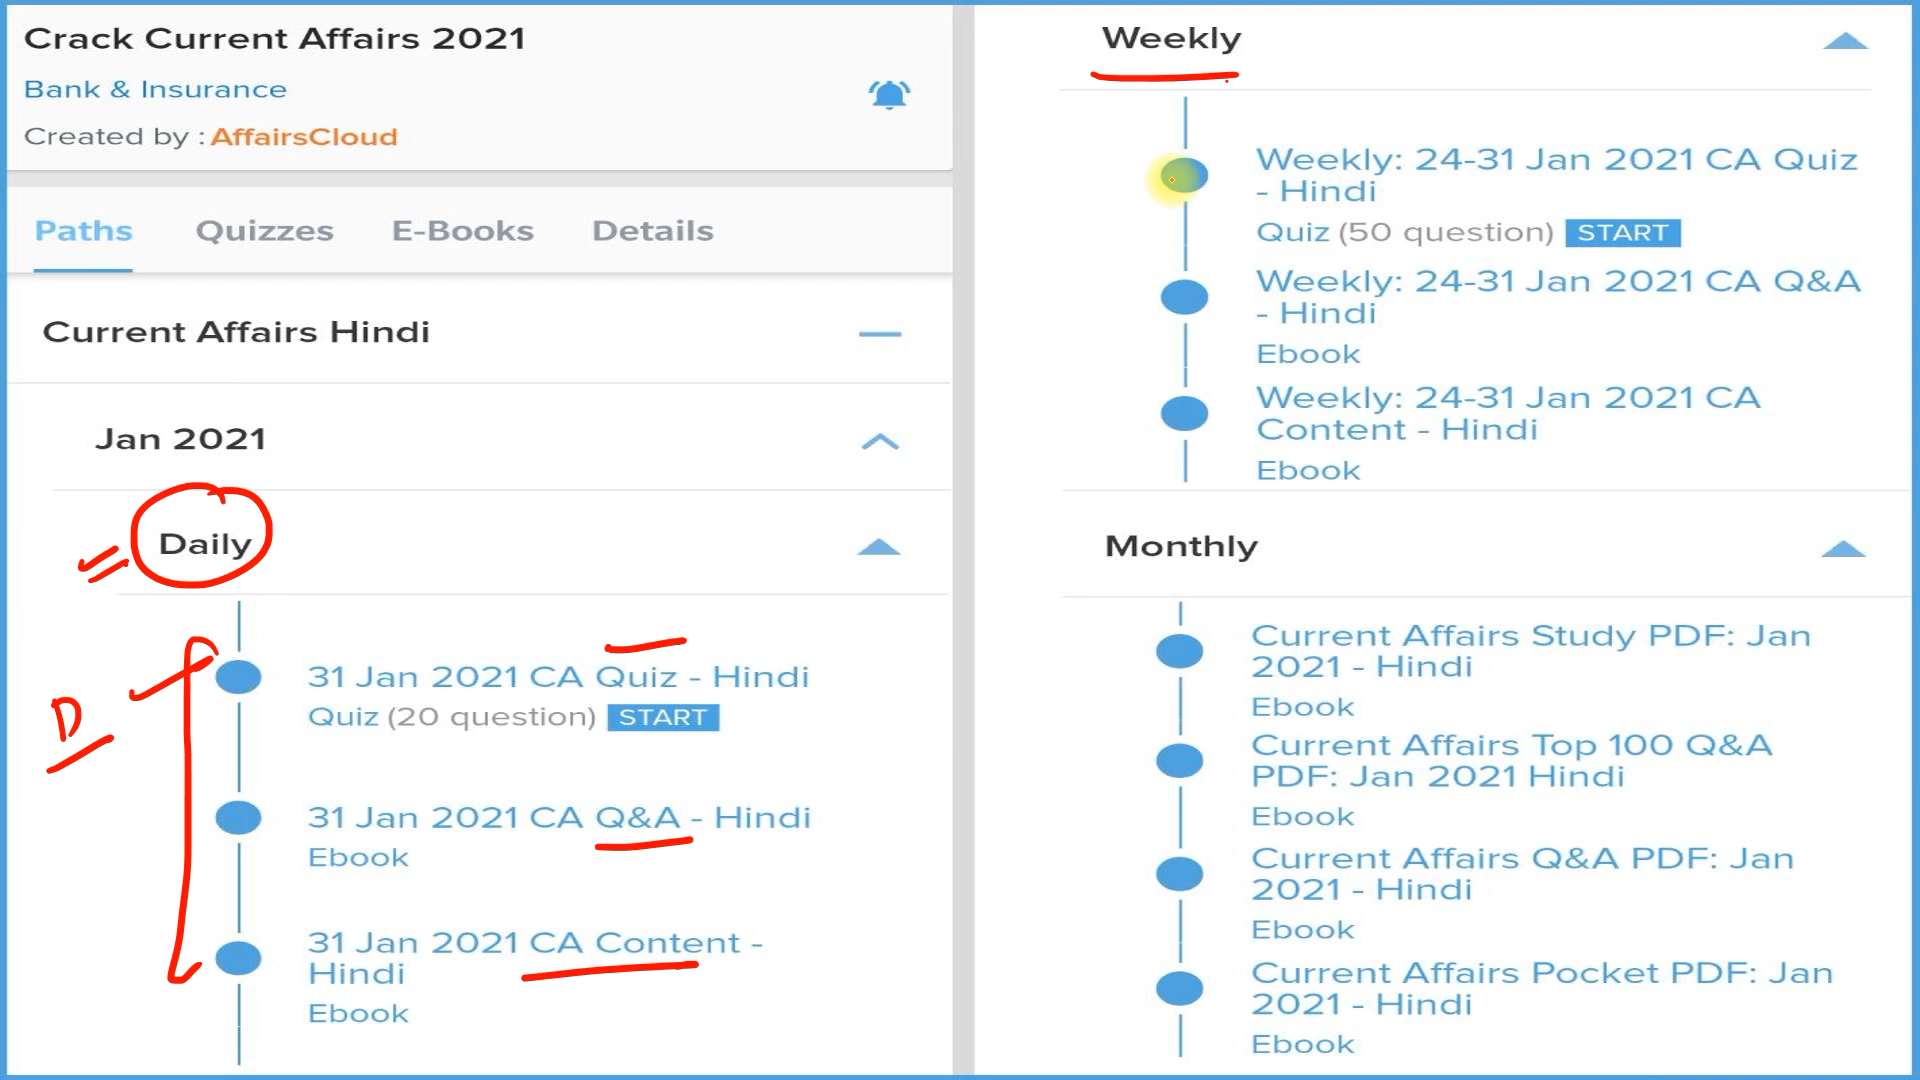 Crack Current Affairs 2021
Bank & Insurance
Created by : AffairsCloud
Paths Quizzes E-Books Details
Current Affairs Hindi
Jan 2021
Daily
D
31 Jan 2021 CA Quiz - Hindi
Quiz (20 question) START
31 Jan 2021 CA Q&A - Hindi
Ebook
31 Jan 2021 CA Content -
Hindi
Ebook
Weekly
Weekly: 24-31 Jan 2021 CA Quiz
- Hindi
Quiz (50 question) START
Weekly: 24-31 Jan 2021 CA Q&A
- Hindi
Ebook
Weekly: 24-31 Jan 2021 CA
Content - Hindi
Ebook
Monthly
Current Affairs Study PDF: Jan
2021 - Hindi
Ebook
Current Affairs Top 100 Q&A
PDF: Jan 2021 Hindi
Ebook
Current Affairs Q&A PDF: Jan
2021 - Hindi
Ebook
Current Affairs Pocket PDF: Jan
2021 - Hindi
Ebook